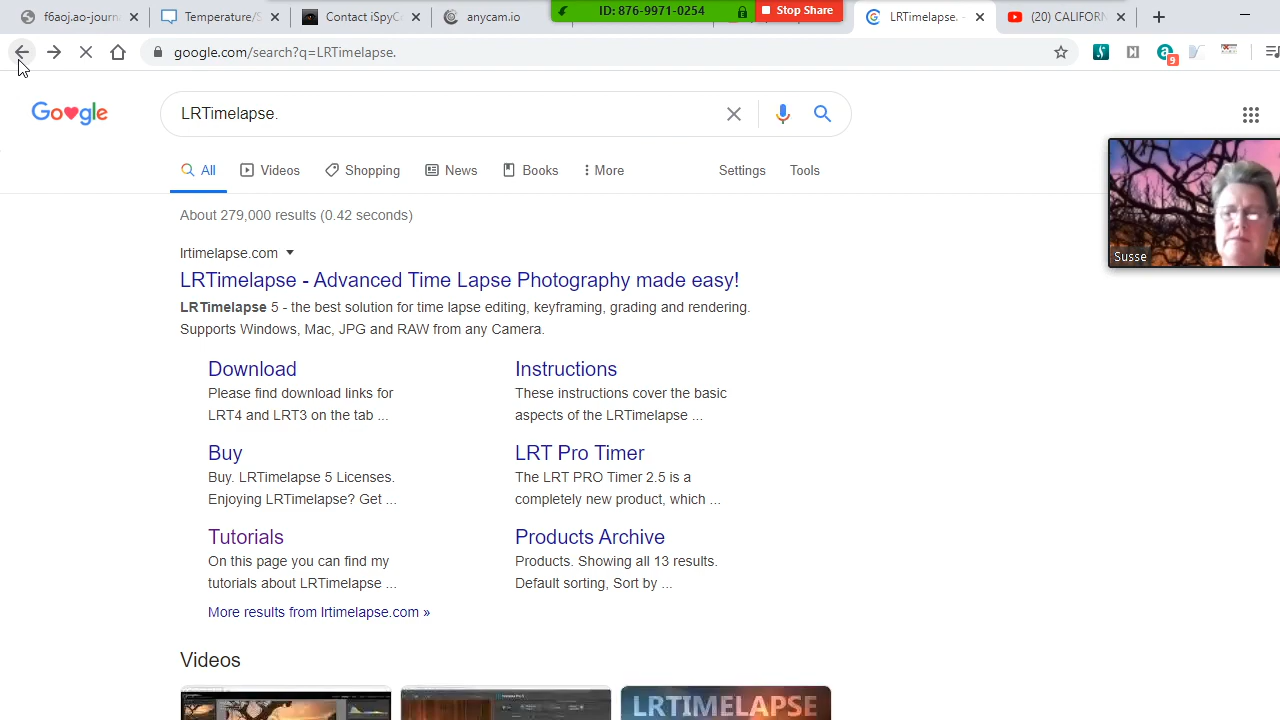 f6aoj.ao-journ
Temperature/S
Contact iSpyC
anycam.io
ID: 876-9971-0254
Stop Share
LRTimelapse. -
(20) CALIFORN
google.com/search?q=LRTimelapse.
9
Google
LRTimelapse.
All
Videos
Shopping
News
Books
More
Settings
Tools
About 279,000 results (0.42 seconds)
lrtimelapse.com
LRTimelapse - Advanced Time Lapse Photography made easy!
LRTimelapse 5 - the best solution for time lapse editing, keyframing, grading and rendering.
Supports Windows, Mac, JPG and RAW from any Camera.
Download
Please find download links for
LRT4 and LRT3 on the tab ...
Instructions
These instructions cover the basic
aspects of the LRTimelapse ...
Buy
Buy. LRTimelapse 5 Licenses.
Enjoying LRTimelapse? Get ...
LRT Pro Timer
The LRT PRO Timer 2.5 is a
completely new product, which ...
Tutorials
On this page you can find my
tutorials about LRTimelapse ...
Products Archive
Products. Showing all 13 results.
Default sorting, Sort by ...
More results from lrtimelapse.com »
Videos
LRTIMELAPSE
Susse